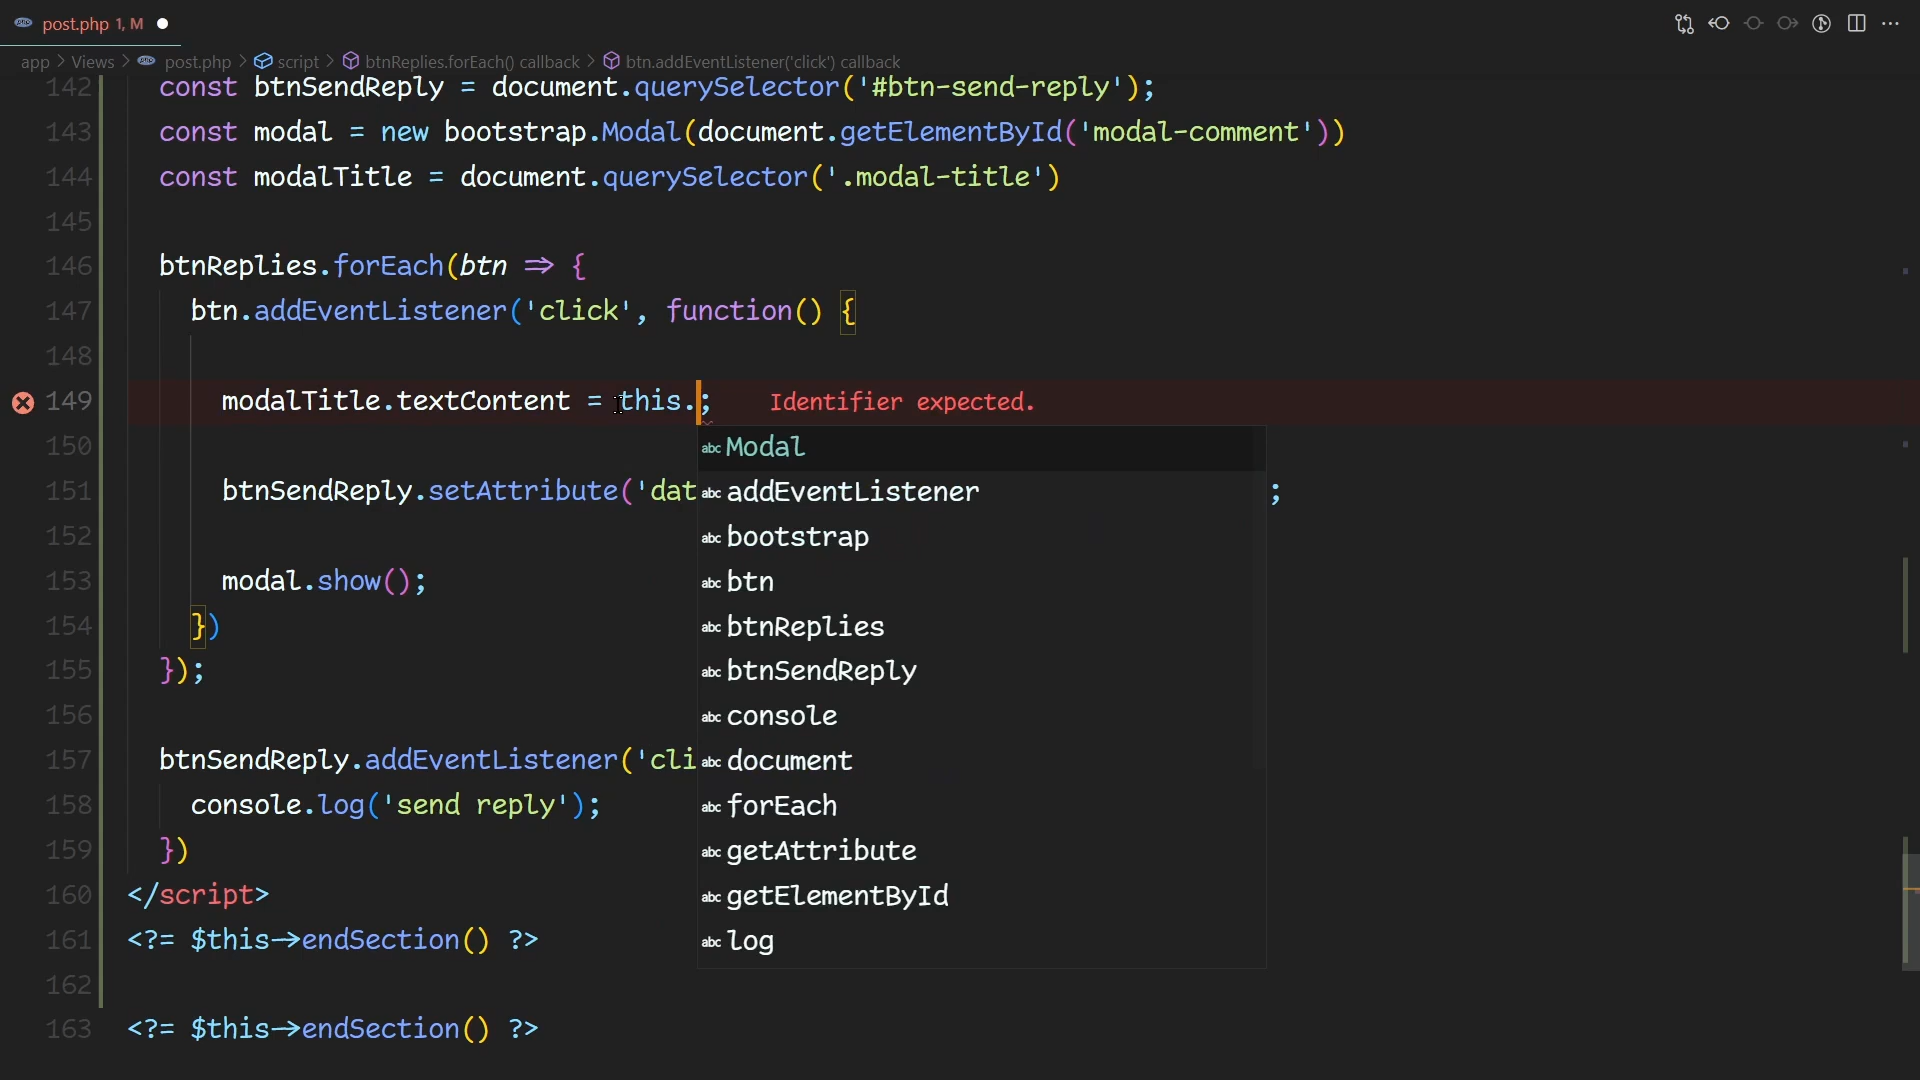 post.php 1, M
app > Views > post.php > script > btnReplies.forEach() callback > btn.addEventListener('click') callback
142 const btnSendReply = document.querySelector('#btn-send-reply');
143 const modal = new bootstrap.Modal(document.getElementById('modal-comment'))
144 const modalTitle = document.querySelector('.modal-title')
145
146 btnReplies.forEach(btn => {
147 btn.addEventListener('click', function() {
148
149 modalTitle.textContent = this.; Identifier expected.
150
Modal
151 btnSendReply.setAttribute('dat ;
addEventListener
152
bootstrap
153 modal.show();
btn
154 })
btnReplies
155 });
btnSendReply
156
console
157 btnSendReply.addEventListener('cli
document
158 console.log('send reply');
forEach
159 })
getAttribute
160 </script>
getElementById
161 <?= $this->endSection() ?>
log
162
163 <?= $this->endSection() ?>